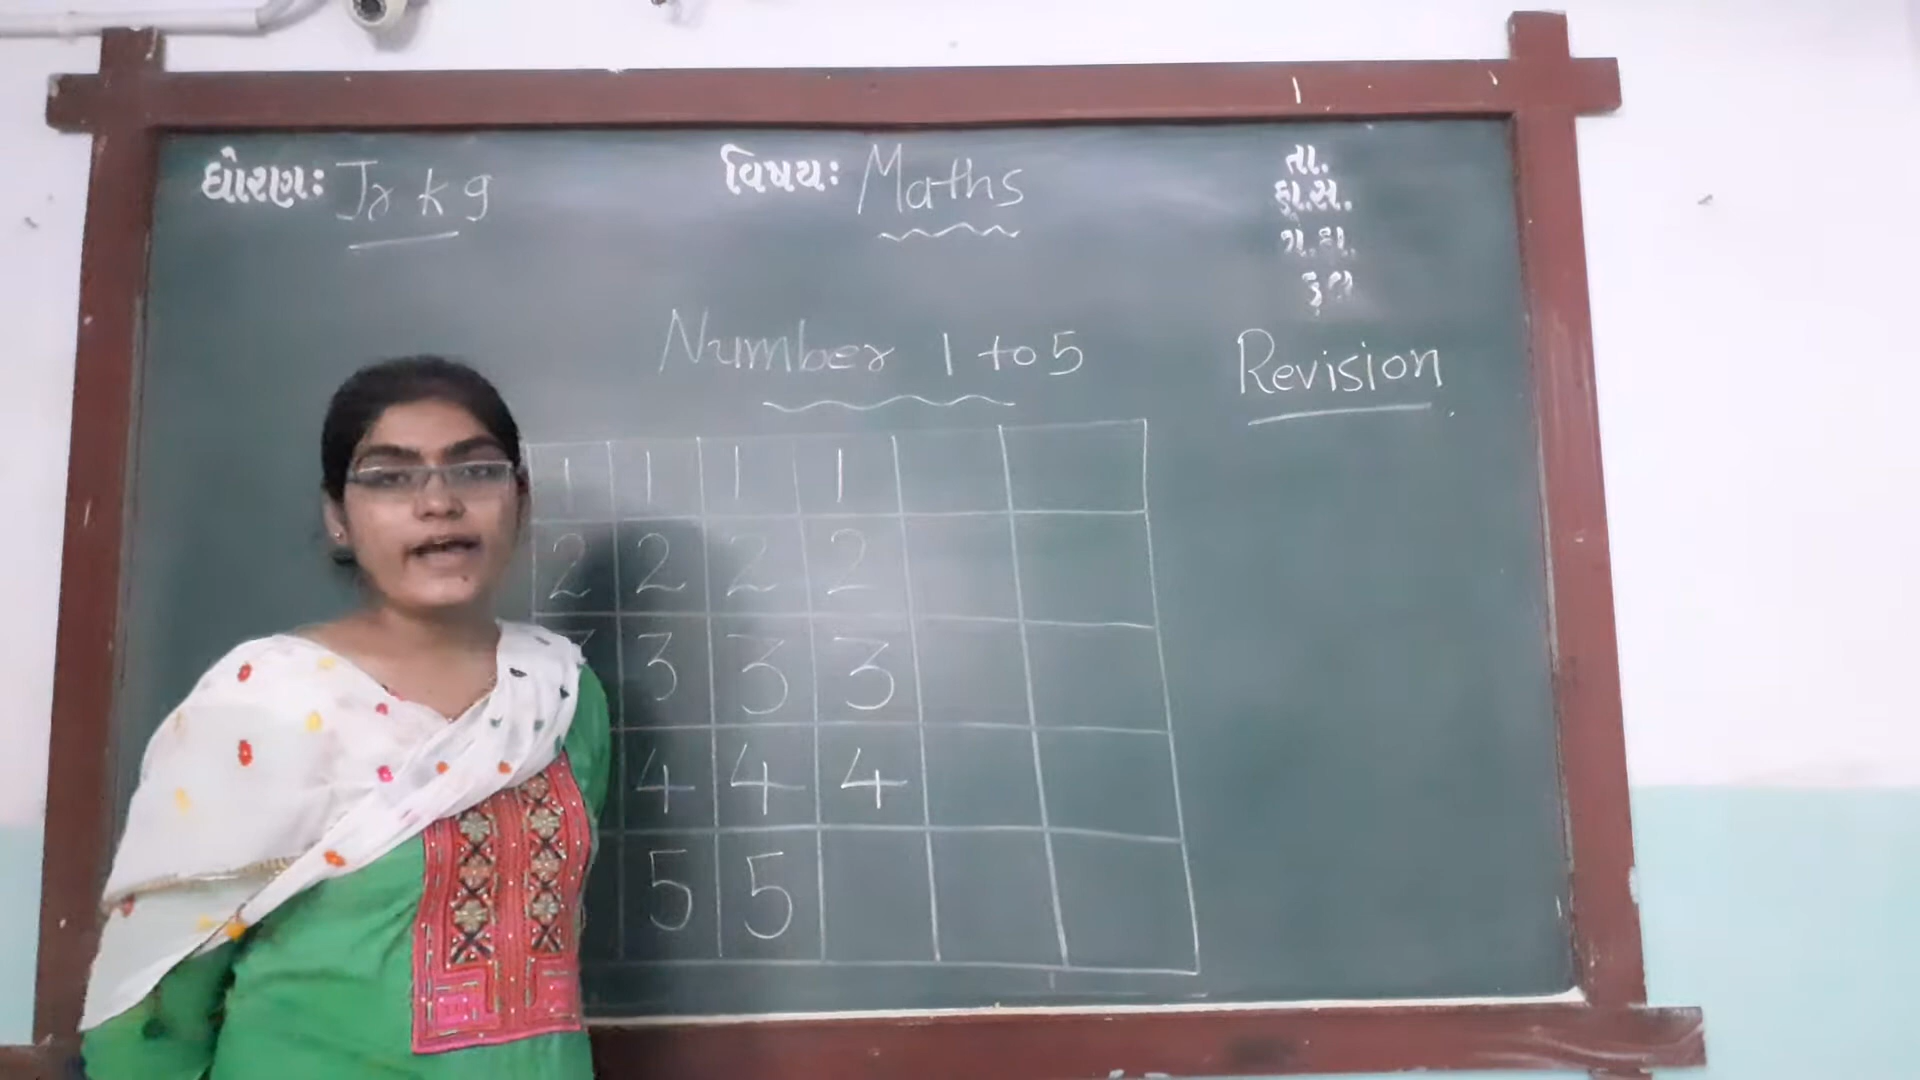 ધોરણ: Jr kg
વિષય: Maths
તા.
ફા.સ.
ગે.હા.
કુલ
Number 1 to 5
Revision
1 1 1 1
2 2 2 2
3 3 3
4 4 4
5 5